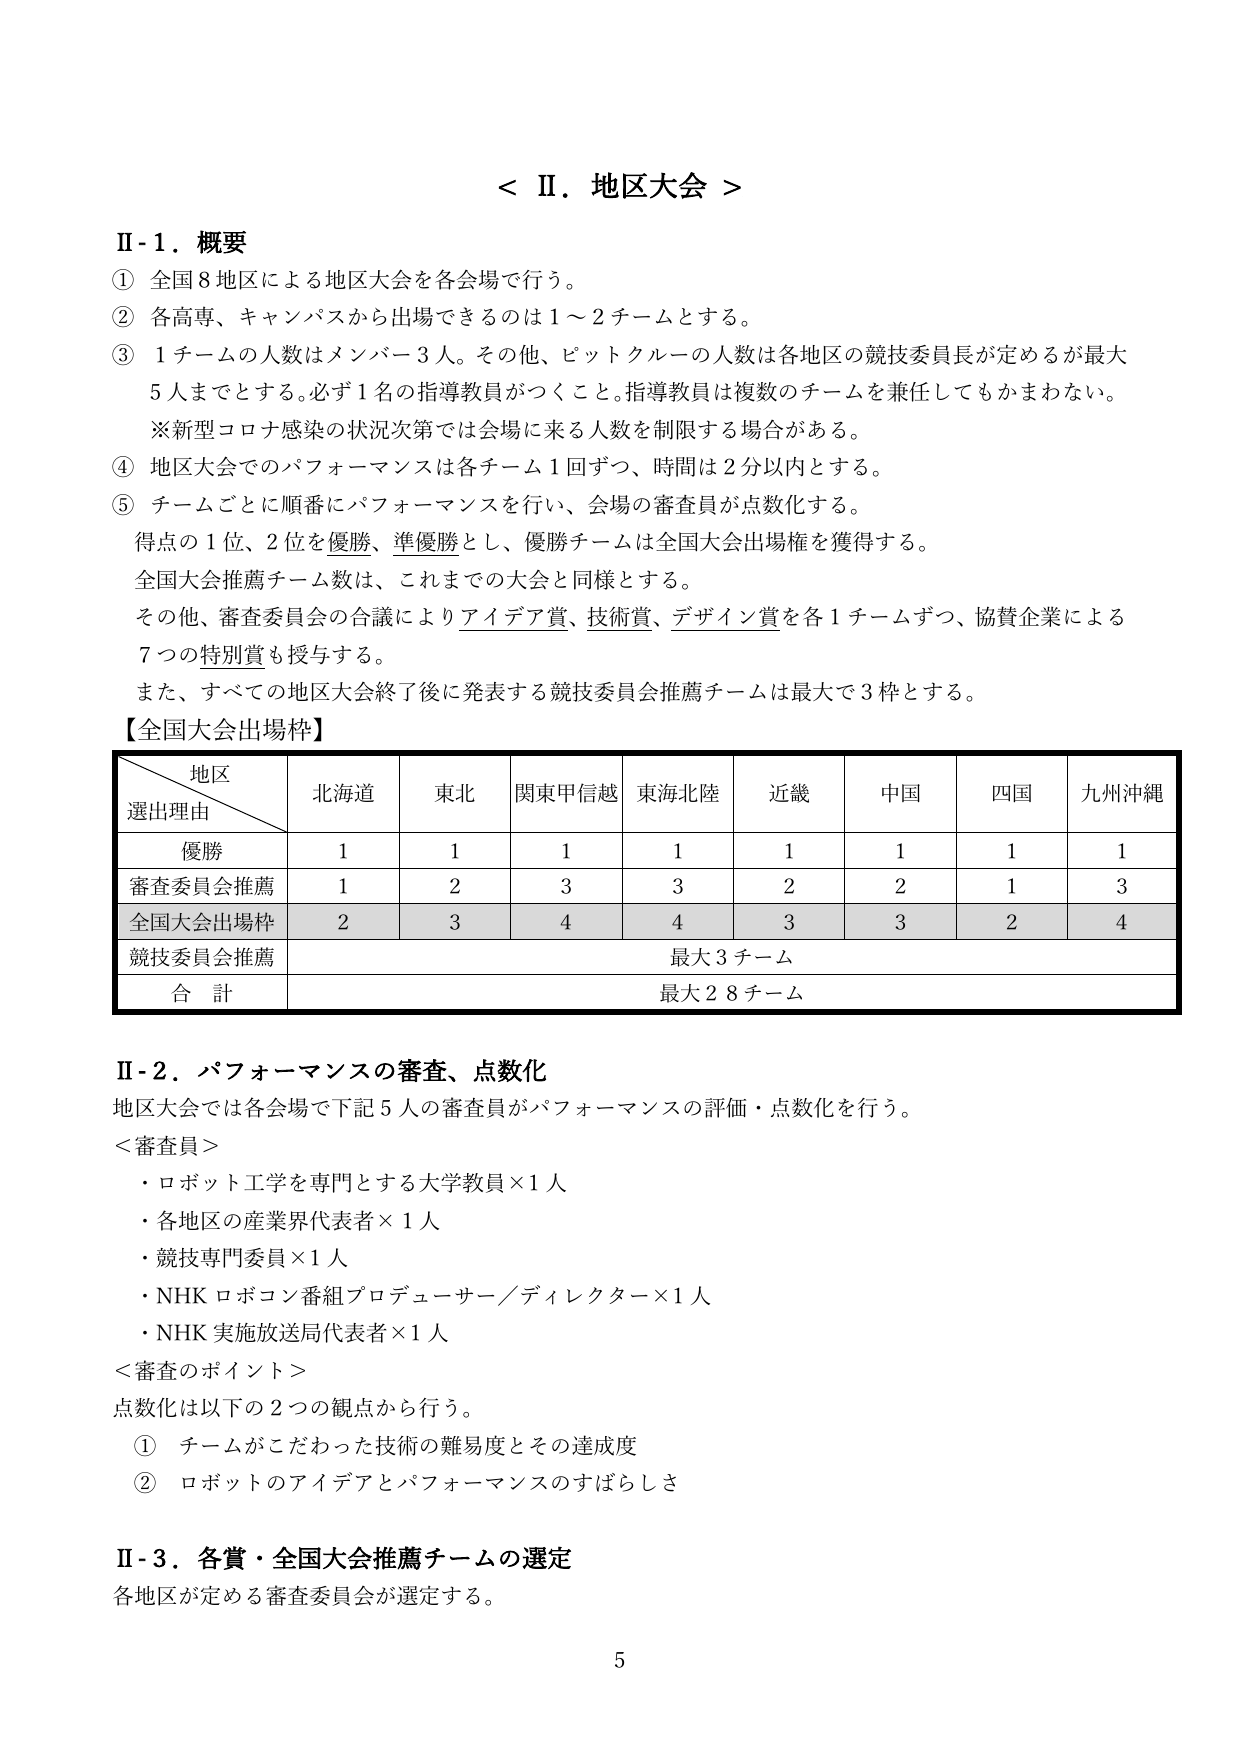 ＜ Ⅱ．地区大会 ＞
Ⅱ-１．概要
① 全国８地区による地区大会を各会場で行う。
② 各高専、キャンパスから出場できるのは１～２チームとする。
③ １チームの人数はメンバー３人。その他、ピットクルーの人数は各地区の競技委員長が定めるが最大
５人までとする。必ず１名の指導教員がつくこと。指導教員は複数のチームを兼任してもかまわない。
※新型コロナ感染の状況次第では会場に来る人数を制限する場合がある。
④ 地区大会でのパフォーマンスは各チーム１回ずつ、時間は２分以内とする。
⑤ チームごとに順番にパフォーマンスを行い、会場の審査員が点数化する。
得点の１位、２位を優勝、準優勝とし、優勝チームは全国大会出場権を獲得する。
全国大会推薦チーム数は、これまでの大会と同様とする。
その他、審査委員会の合議によりアイデア賞、技術賞、デザイン賞を各１チームずつ、協賛企業による
７つの特別賞も授与する。
また、すべての地区大会終了後に発表する競技委員会推薦チームは最大で３枠とする。
【全国大会出場枠】
地区 選出理由 北海道 東北 関東甲信越 東海北陸 近畿 中国 四国 九州沖縄
優勝 1 1 1 1 1 1 1 1
審査委員会推薦 1 2 3 3 2 2 1 3
全国大会出場枠 2 3 4 4 3 3 2 4
競技委員会推薦 最大３チーム
合　計 最大２８チーム
Ⅱ-２．パフォーマンスの審査、点数化
地区大会では各会場で下記５人の審査員がパフォーマンスの評価・点数化を行う。
＜審査員＞
・ロボット工学を専門とする大学教員×1 人
・各地区の産業界代表者× 1 人
・競技専門委員×1 人
・NHK ロボコン番組プロデューサー／ディレクター×1 人
・NHK 実施放送局代表者×1 人
＜審査のポイント＞
点数化は以下の２つの観点から行う。
①　チームがこだわった技術の難易度とその達成度
②　ロボットのアイデアとパフォーマンスのすばらしさ
Ⅱ-３．各賞・全国大会推薦チームの選定
各地区が定める審査委員会が選定する。
5